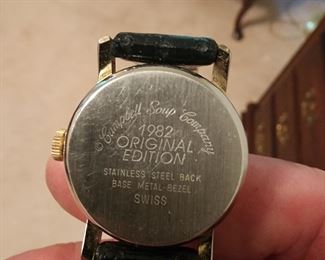 © Campbell Soup Company
1982
ORIGINAL
EDITION
STAINLESS STEEL BACK
BASE METAL BEZEL
SWISS